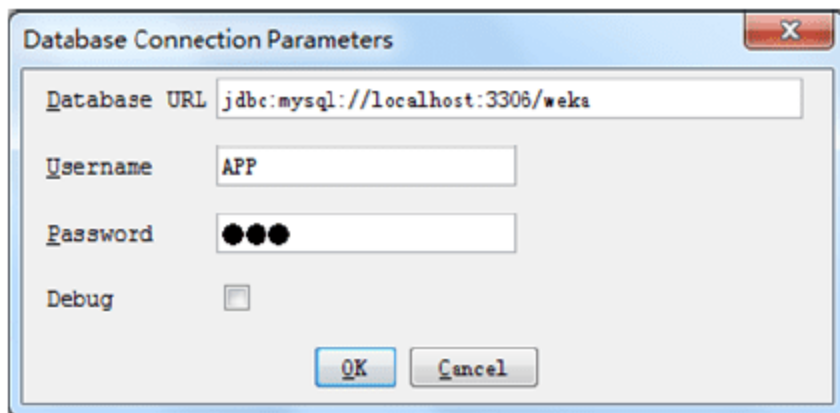 Database Connection Parameters
Database URL jdbc:mysql://localhost:3306/weka
Username APP
Password ●●●
Debug
OK Cancel